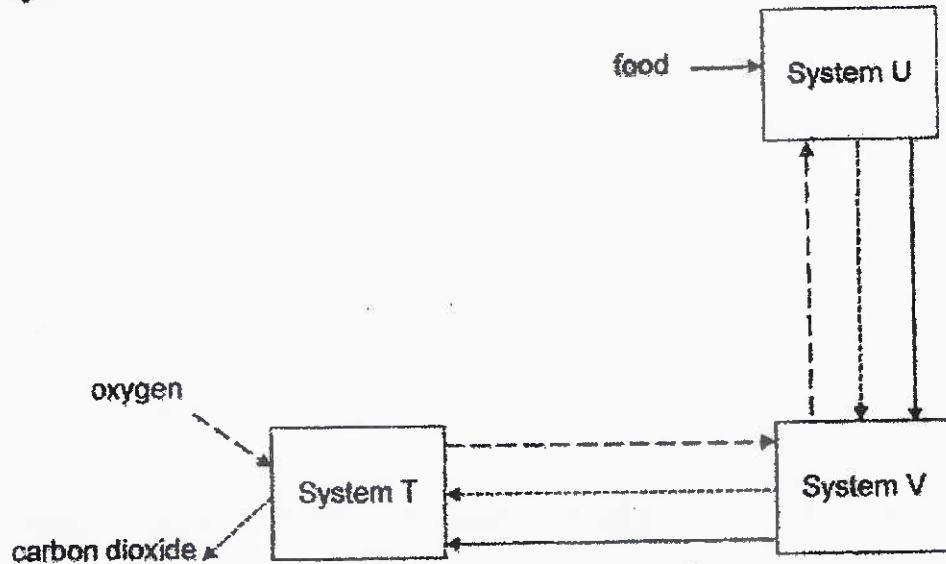 food
System U
oxygen
System T
System V
carbon dioxide